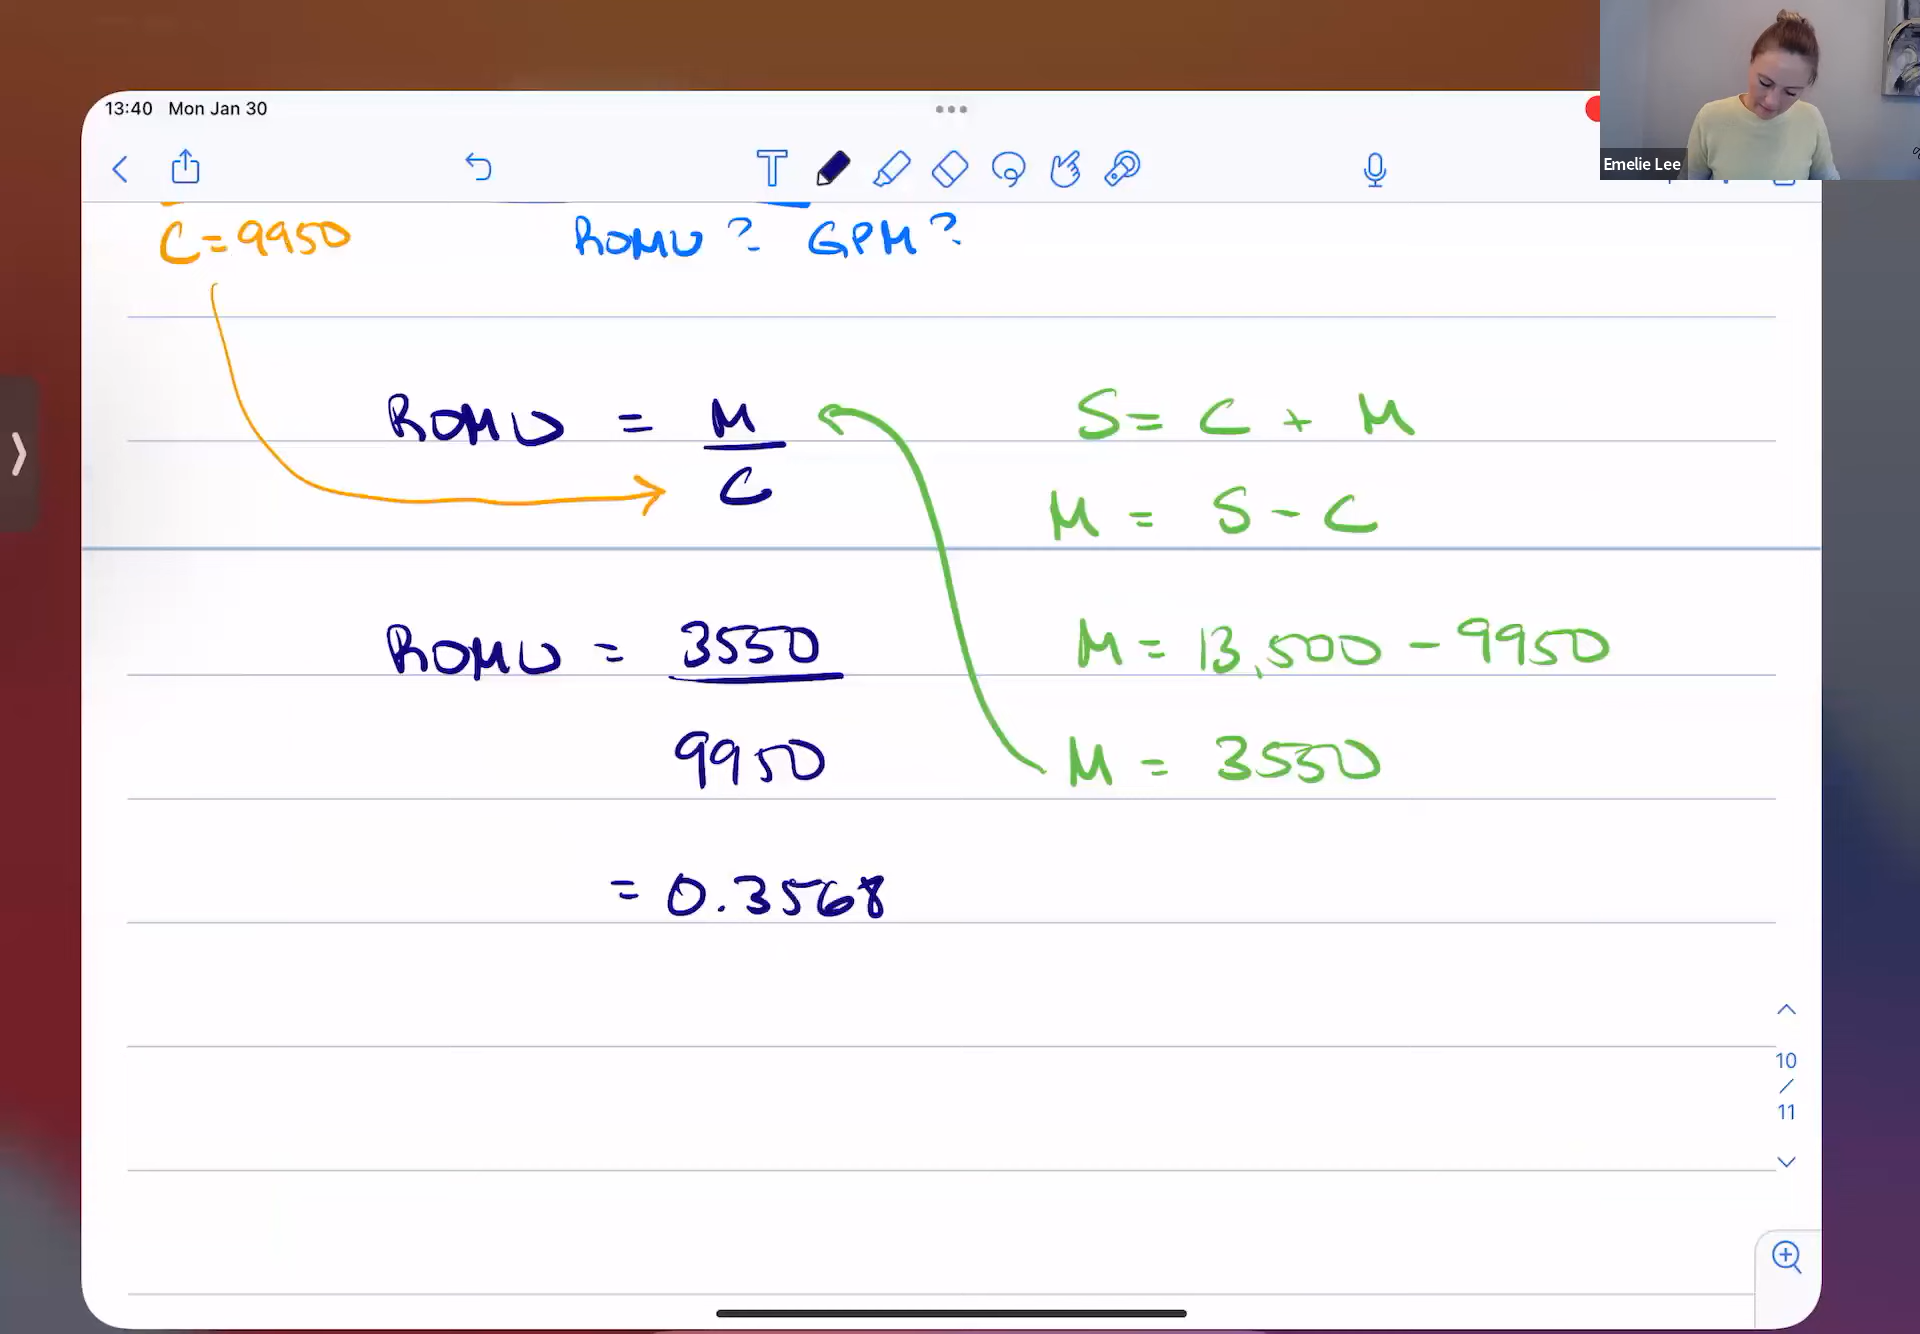 13:40 Mon Jan 30
Emelie Lee
C = 9950 ROMU ? GPM ?
ROMU = M / C
S = C + M
M = S - C
ROMU = 3550 / 9950
M = 13,500 - 9950
M = 3550
= 0.3568
10
/
11